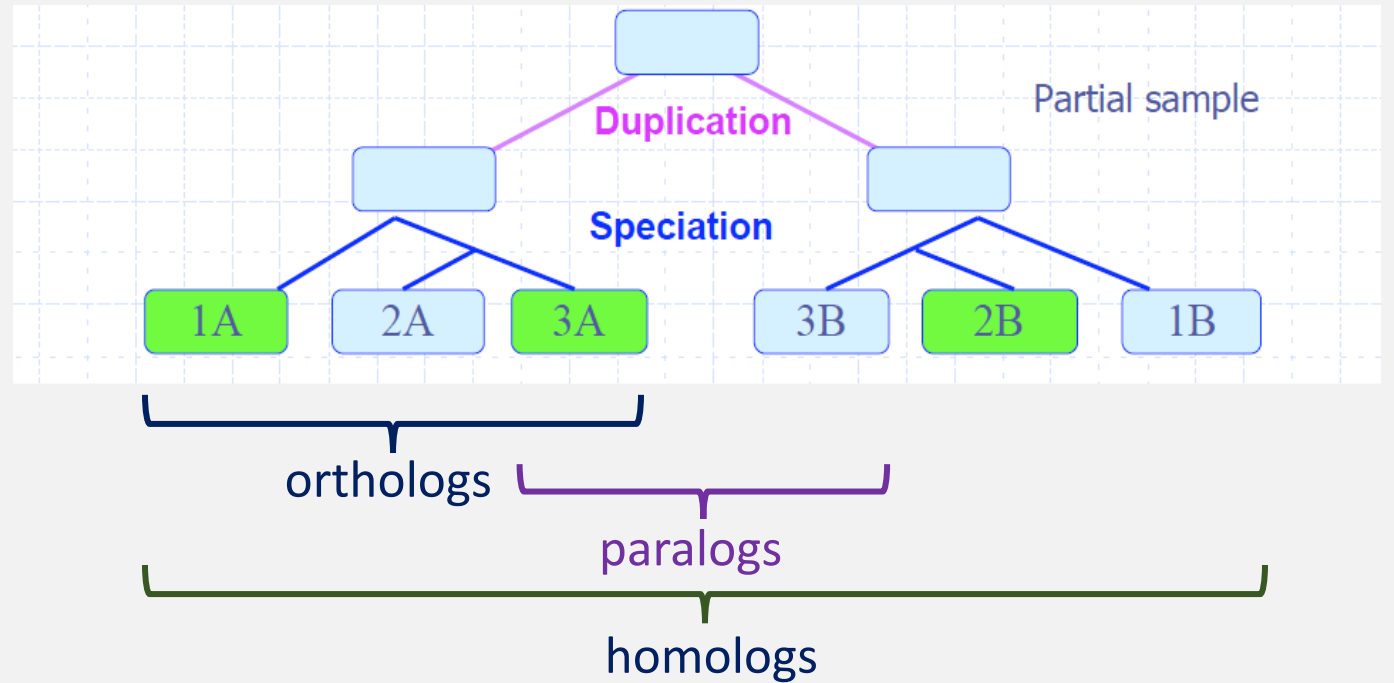 Partial sample
Duplication
Speciation
1A 2A 3A 3B 2B 1B
orthologs
paralogs
homologs